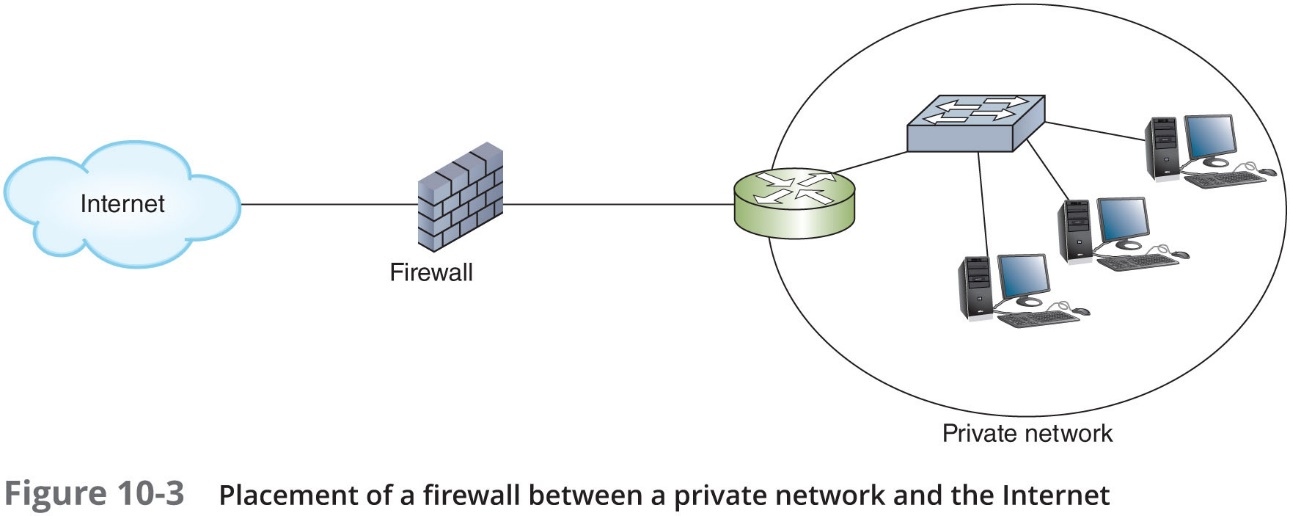 Internet
Firewall
Private network
Figure 10-3 Placement of a firewall between a private network and the Internet